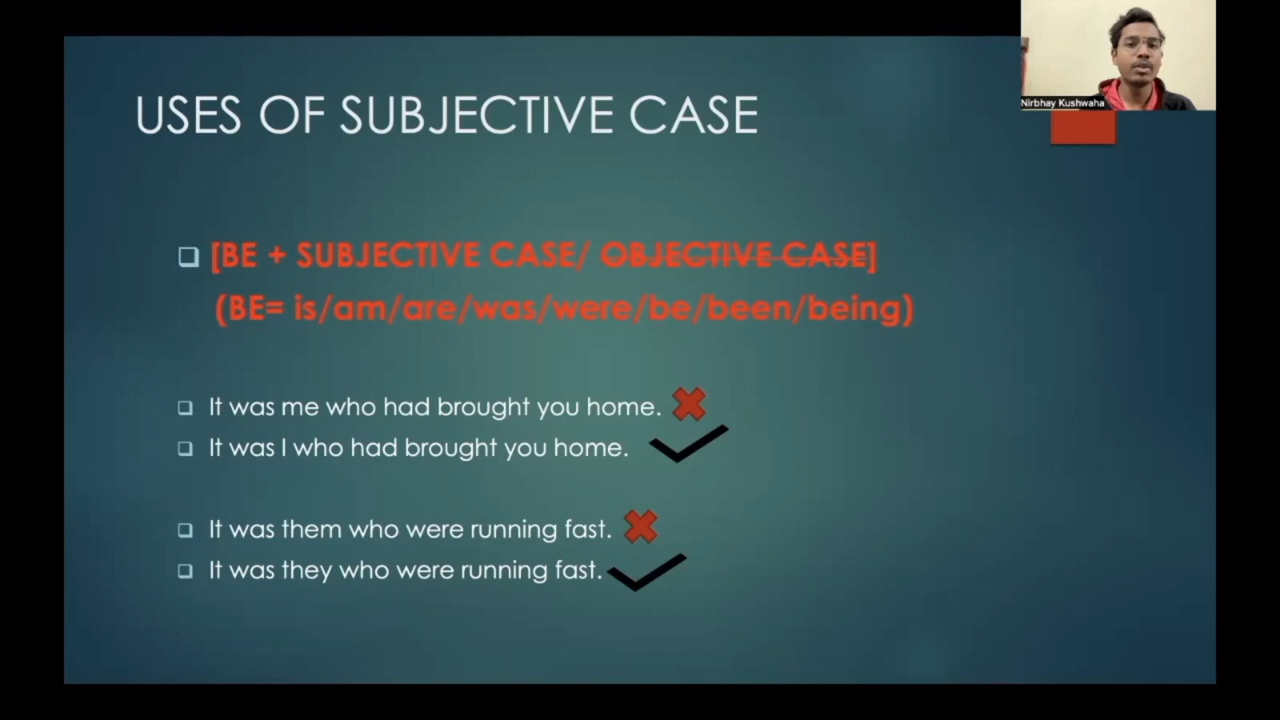 Nirbhay Kushwaha
USES OF SUBJECTIVE CASE
[BE + SUBJECTIVE CASE/ OBJECTIVE CASE]
(BE= is/am/are/was/were/be/been/being)
It was me who had brought you home.
It was I who had brought you home.
It was them who were running fast.
It was they who were running fast.